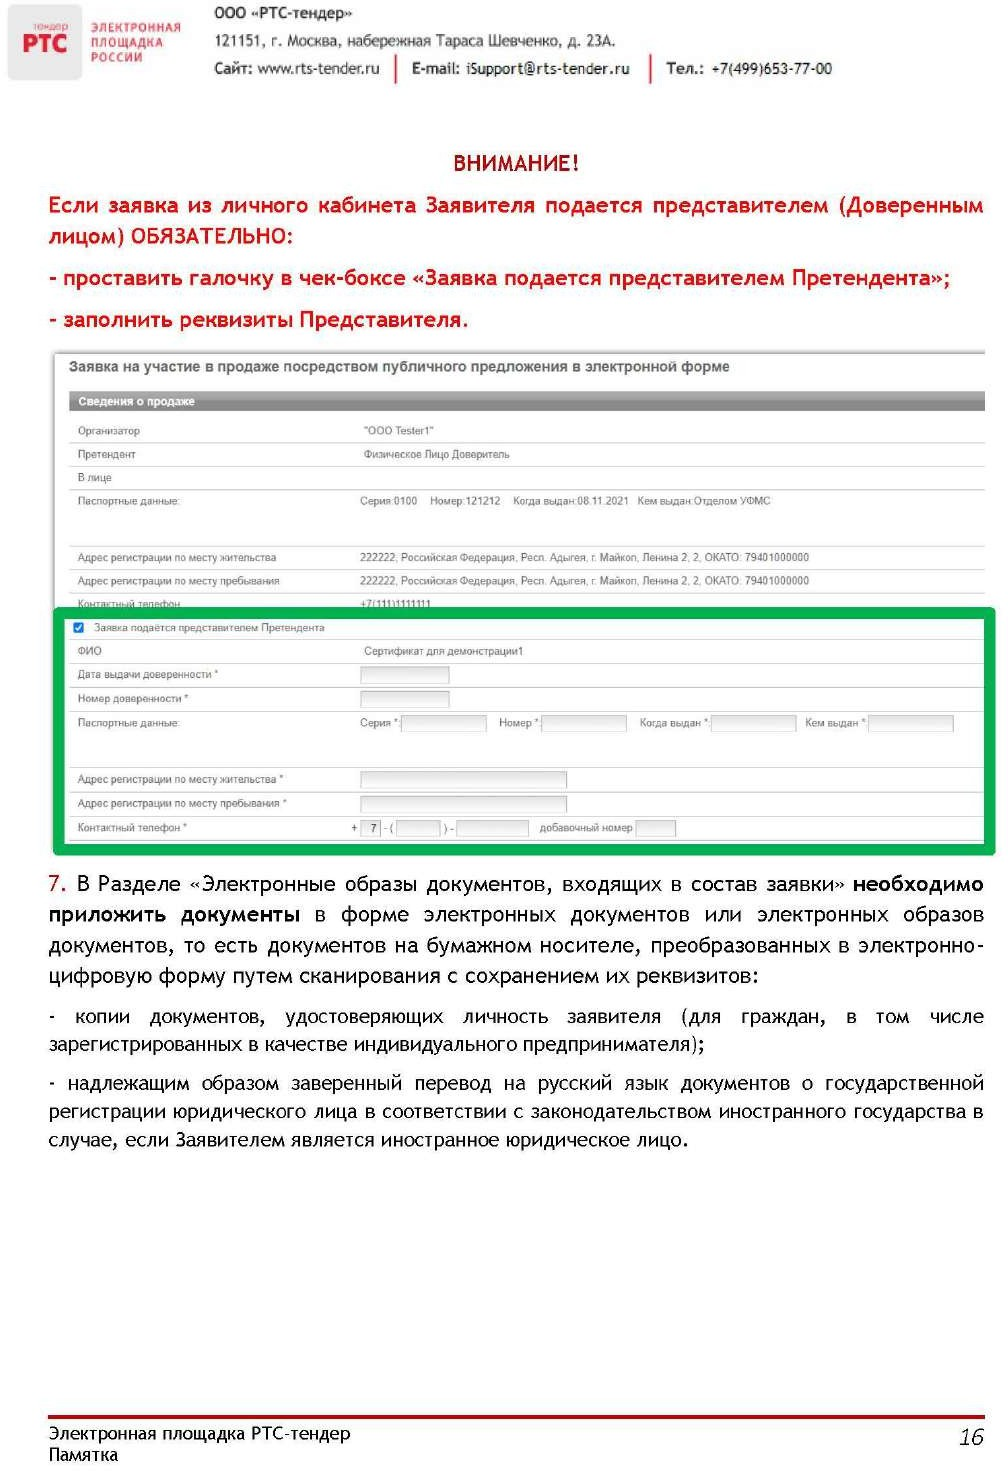 тендер
РТС
ЭЛЕКТРОННАЯ
ПЛОЩАДКА
РОССИИ
ООО «РТС-тендер»
121151, г. Москва, набережная Тараса Шевченко, д. 23А.
Сайт: www.rts-tender.ru | E-mail: iSupport@rts-tender.ru | Тел.: +7(499)653-77-00
ВНИМАНИЕ!
Если заявка из личного кабинета Заявителя подается представителем (Доверенным
лицом) ОБЯЗАТЕЛЬНО:
- проставить галочку в чек-боксе «Заявка подается представителем Претендента»;
- заполнить реквизиты Представителя.
Заявка на участие в продаже посредством публичного предложения в электронной форме
Сведения о продаже
Организатор "ООО Tester1"
Претендент Физическое Лицо Доверитель
В лице
Паспортные данные: Серия:0100 Номер:121212 Когда выдан:08.11.2021 Кем выдан:Отделом УФМС
Адрес регистрации по месту жительства 222222, Российская Федерация, Респ. Адыгея, г. Майкоп, Ленина 2, 2, ОКАТО: 79401000000
Адрес регистрации по месту пребывания 222222, Российская Федерация, Респ. Адыгея, г. Майкоп, Ленина 2, 2, ОКАТО: 79401000000
Контактный телефон +7(111)1111111
Заявка подаётся представителем Претендента
ФИО Сертификат для демонстрации1
Дата выдачи доверенности *
Номер доверенности *
Паспортные данные: Серия *: Номер *: Когда выдан *: Кем выдан *:
Адрес регистрации по месту жительства *
Адрес регистрации по месту пребывания *
Контактный телефон * + 7 - ( ) - добавочный номер
7. В Разделе «Электронные образы документов, входящих в состав заявки» необходимо
приложить документы в форме электронных документов или электронных образов
документов, то есть документов на бумажном носителе, преобразованных в электронно-
цифровую форму путем сканирования с сохранением их реквизитов:
- копии документов, удостоверяющих личность заявителя (для граждан, в том числе
зарегистрированных в качестве индивидуального предпринимателя);
- надлежащим образом заверенный перевод на русский язык документов о государственной
регистрации юридического лица в соответствии с законодательством иностранного государства в
случае, если Заявителем является иностранное юридическое лицо.
Электронная площадка РТС-тендер
Памятка
16